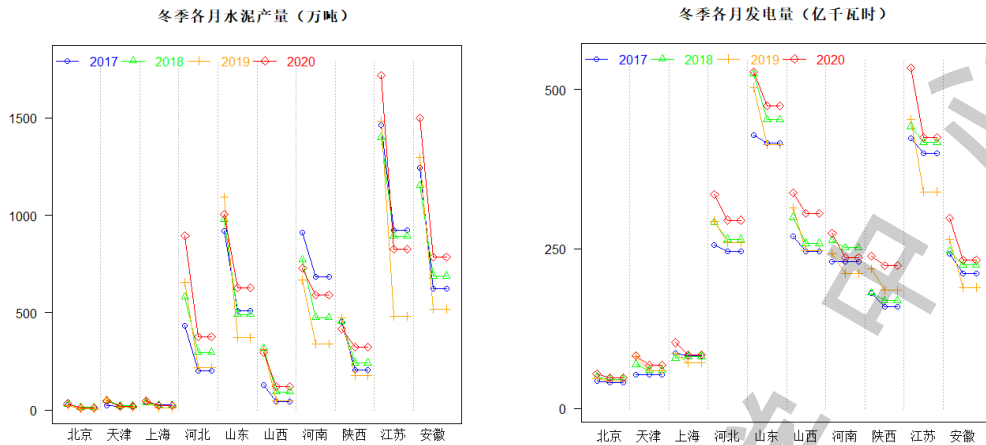 冬季各月水泥产量（万吨）
2017 2018 2019 2020
1500
1000
500
0
北京 天津 上海 河北 山东 山西 河南 陕西 江苏 安徽
冬季各月发电量（亿千瓦时）
2017 2018 2019 2020
500
250
0
北京 天津 上海 河北 山东 山西 河南 陕西 江苏 安徽